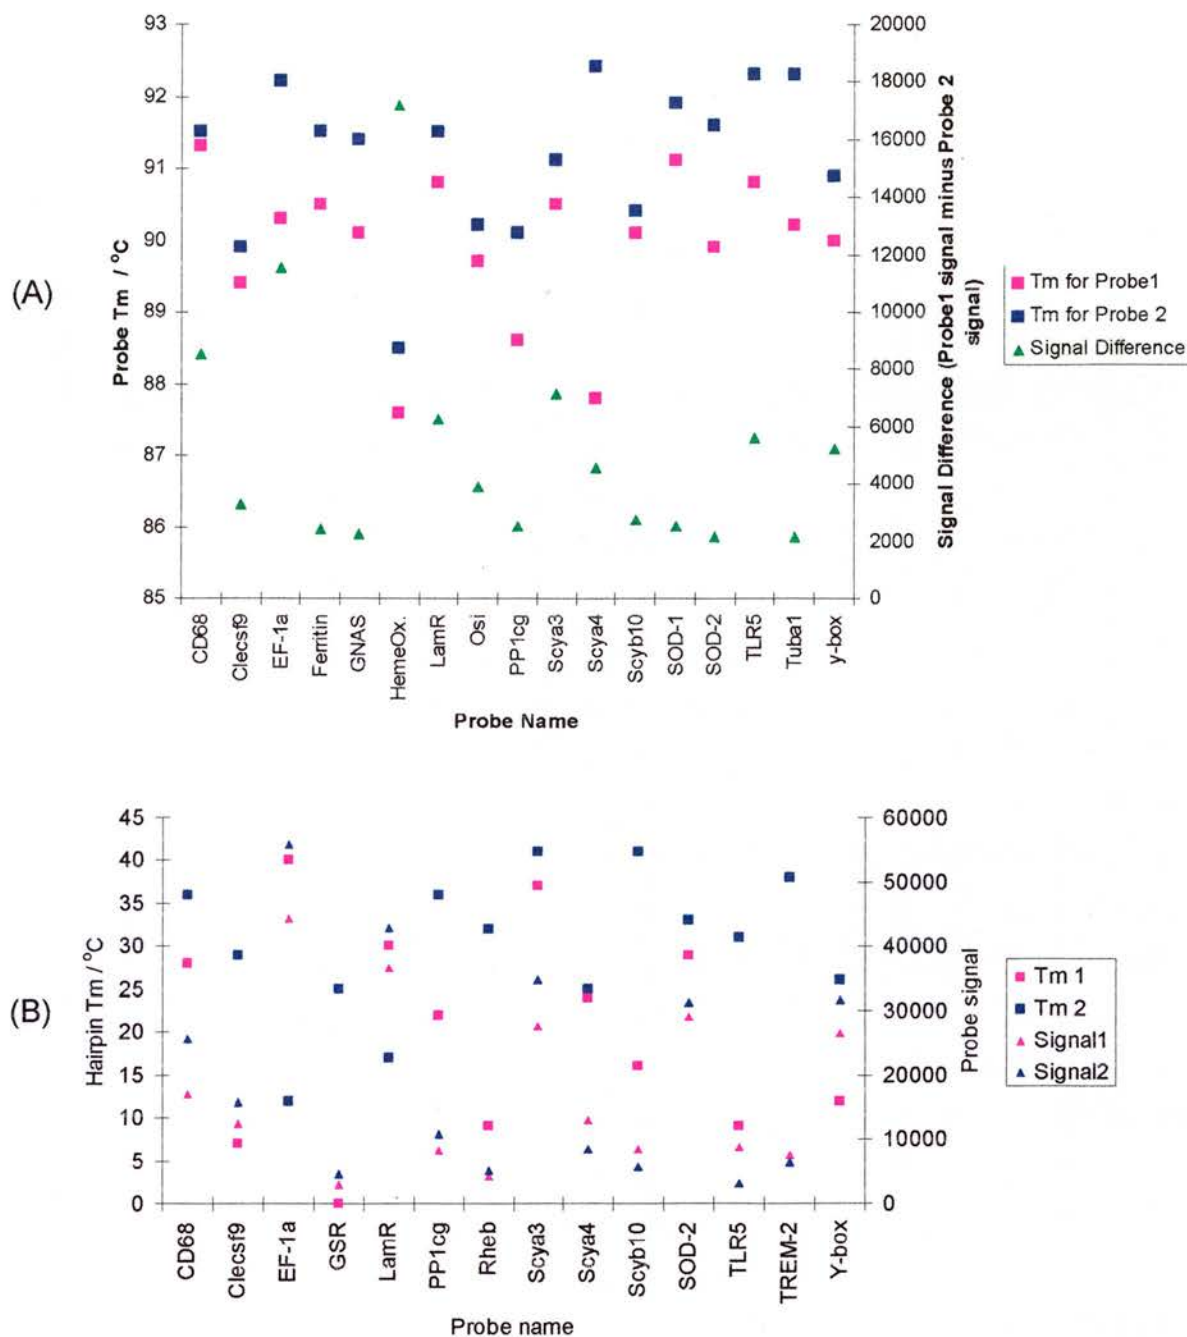 (A)
93
92
91
90
89
88
87
86
85
Probe Tm / °C
20000
18000
16000
14000
12000
10000
8000
6000
4000
2000
0
Signal Difference (Probe1 signal minus Probe 2
signal)
CD68
Clecsf9
EF-1a
Ferritin
GNAS
HemeOx.
LamR
Osi
PP1cg
Scya3
Scya4
Scyb10
SOD-1
SOD-2
TLR5
Tuba1
y-box
Probe Name
Tm for Probe1
Tm for Probe 2
Signal Difference
(B)
45
40
35
30
25
20
15
10
5
0
Hairpin Tm / °C
60000
50000
40000
30000
20000
10000
0
Probe signal
CD68
Clecsf9
EF-1a
GSR
LamR
PP1cg
Rheb
Scya3
Scya4
Scyb10
SOD-2
TLR5
TREM-2
Y-box
Probe name
Tm 1
Tm 2
Signal1
Signal2